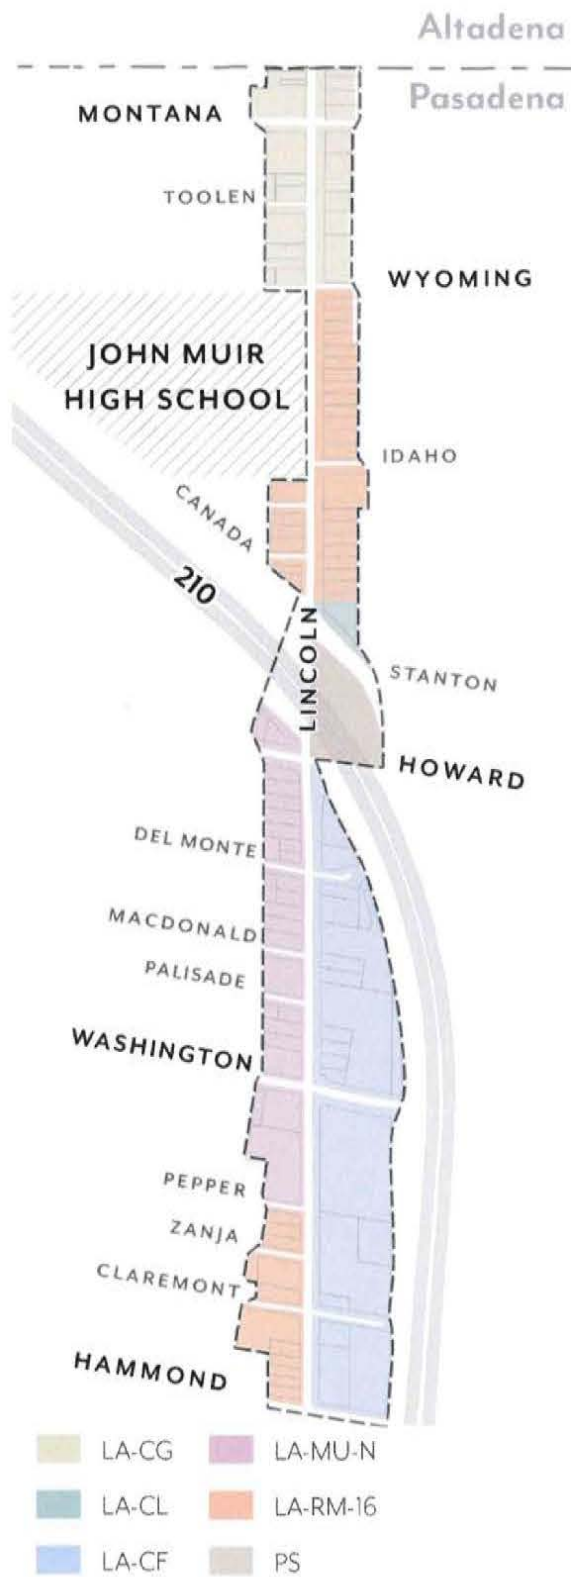 Altadena
Pasadena
MONTANA
TOOLEN
WYOMING
JOHN MUIR
HIGH SCHOOL
IDAHO
CANADA
210
LINCOLN
STANTON
HOWARD
DEL MONTE
MACDONALD
PALISADE
WASHINGTON
PEPPER
ZANJA
CLAREMONT
HAMMOND
LA-CG
LA-MU-N
LA-CL
LA-RM-16
LA-CF
PS